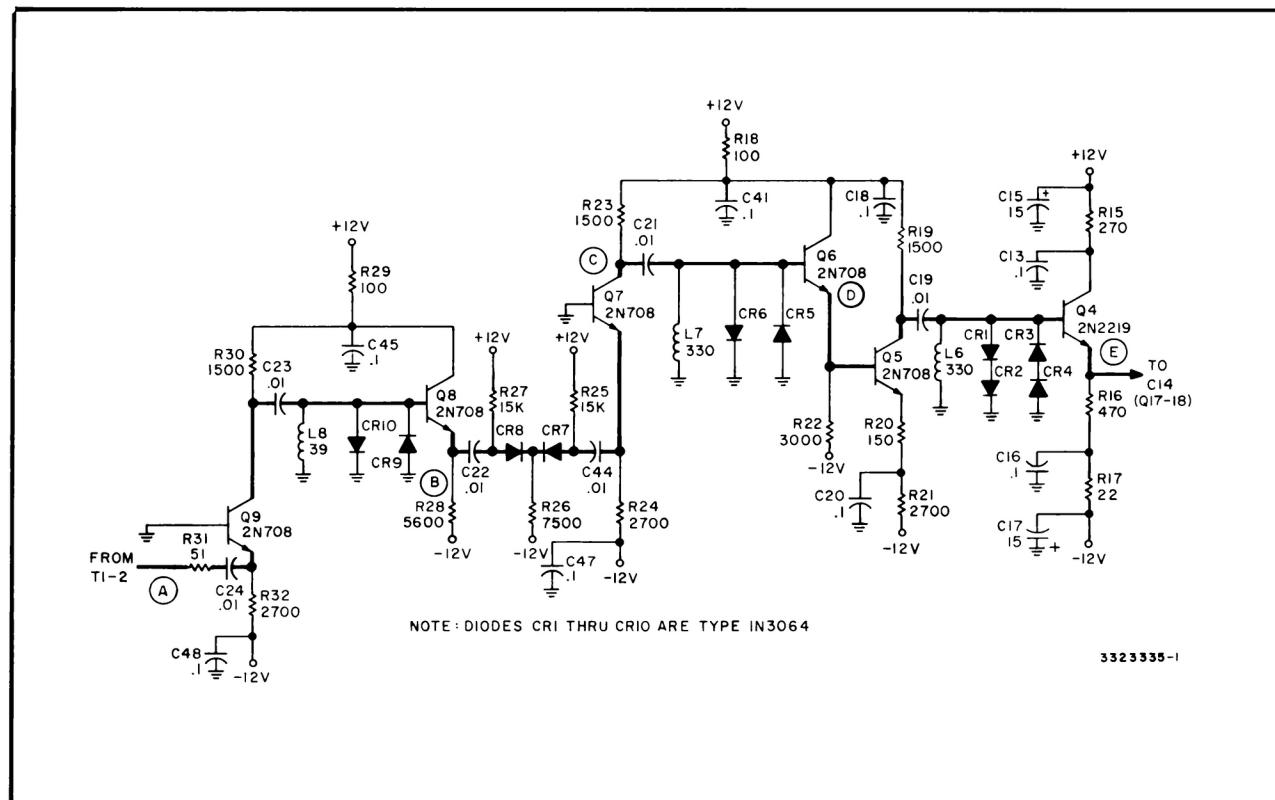 +12V
R18
100
+12V
C15
15
+
R15
270
C41
.1
C18
.1
R23
1500
C21
.01
R19
1500
C13
.1
+12V
R29
100
C
Q6
2N708
D
C19
.01
Q4
2N2219
E
Q7
2N708
L7
330
CR6
CR5
TO
C14
(Q17-18)
R30
1500
C23
.01
C45
.1
+12V
+12V
Q5
2N708
L6
330
CR1
CR3
CR2
CR4
R16
470
Q8
2N708
R27
15K
R25
15K
L8
39
CR10
CR9
CR8
CR7
R22
3000
-12V
R20
150
C16
.1
R17
22
B
C22
.01
C44
.01
R28
5600
-12V
R26
7500
-12V
R24
2700
C20
.1
R21
2700
-12V
C17
15
+
-12V
Q9
2N708
FROM
T1-2
A
R31
51
C24
.01
R32
2700
C47
.1
-12V
C48
.1
-12V
NOTE: DIODES CR1 THRU CR10 ARE TYPE IN3064
3323335-1